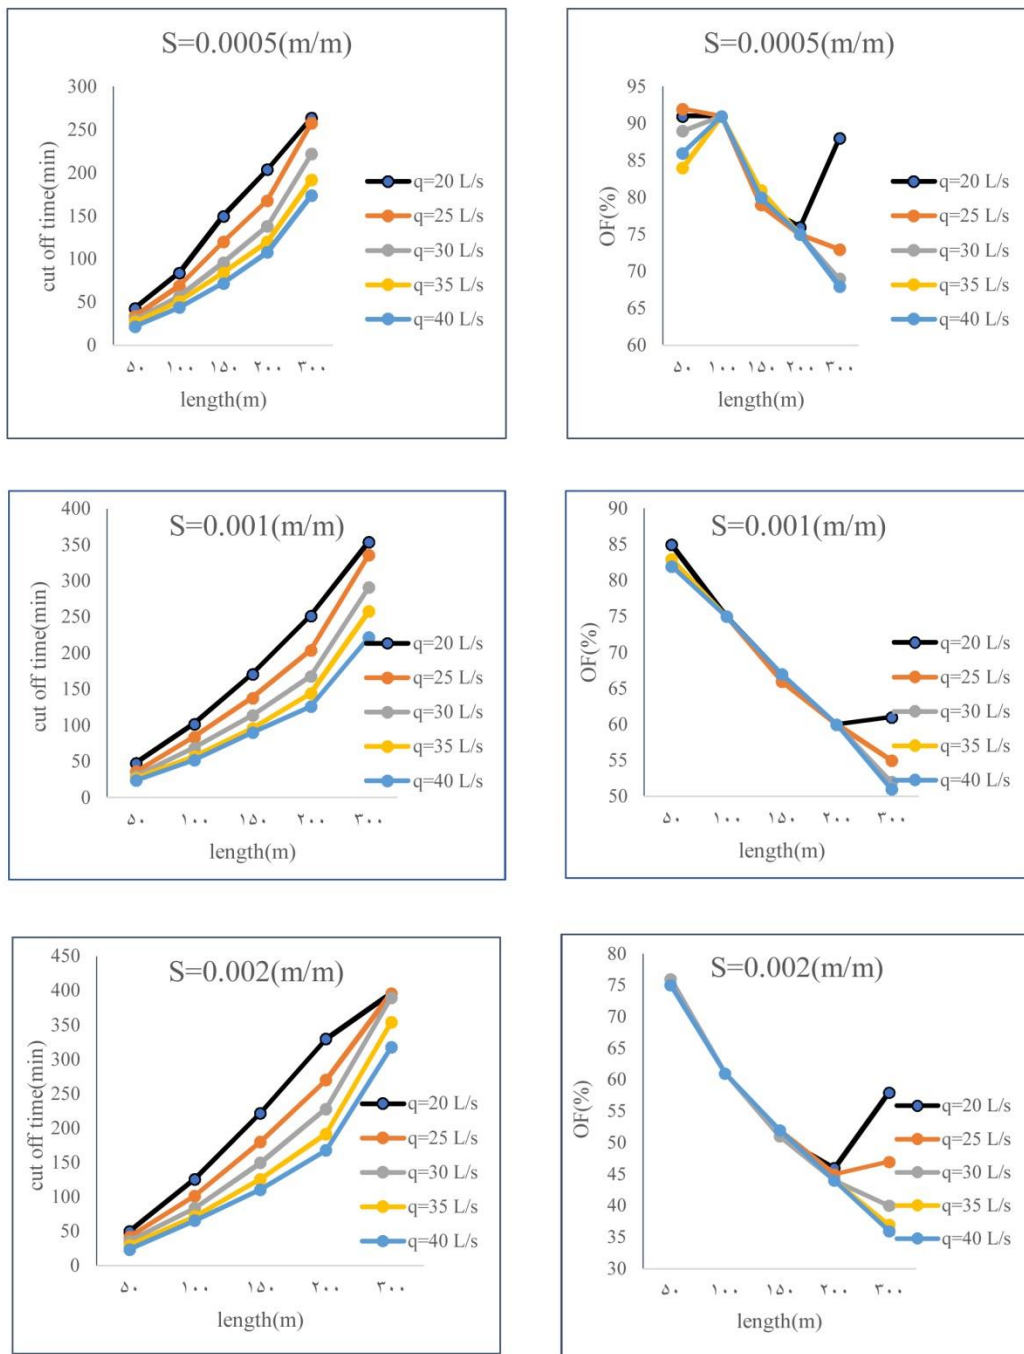 S=0.0005(m/m)
300
250
200
150
100
50
0
cut off time(min)
۵۰ ۱۰۰ ۱۵۰ ۲۰۰ ۳۰۰
length(m)
q=20 L/s
q=25 L/s
q=30 L/s
q=35 L/s
q=40 L/s
S=0.0005(m/m)
95
90
85
80
75
70
65
60
OF(%)
۵۰ ۱۰۰ ۱۵۰ ۲۰۰ ۳۰۰
length(m)
q=20 L/s
q=25 L/s
q=30 L/s
q=35 L/s
q=40 L/s
S=0.001(m/m)
400
350
300
250
200
150
100
50
0
cut off time(min)
۵۰ ۱۰۰ ۱۵۰ ۲۰۰ ۳۰۰
length(m)
q=20 L/s
q=25 L/s
q=30 L/s
q=35 L/s
q=40 L/s
S=0.001(m/m)
90
85
80
75
70
65
60
55
50
OF(%)
۵۰ ۱۰۰ ۱۵۰ ۲۰۰ ۳۰۰
length(m)
q=20 L/s
q=25 L/s
q=30 L/s
q=35 L/s
q=40 L/s
S=0.002(m/m)
450
400
350
300
250
200
150
100
50
0
cut off time(min)
۵۰ ۱۰۰ ۱۵۰ ۲۰۰ ۳۰۰
length(m)
q=20 L/s
q=25 L/s
q=30 L/s
q=35 L/s
q=40 L/s
S=0.002(m/m)
80
75
70
65
60
55
50
45
40
35
30
OF(%)
۵۰ ۱۰۰ ۱۵۰ ۲۰۰ ۳۰۰
length(m)
q=20 L/s
q=25 L/s
q=30 L/s
q=35 L/s
q=40 L/s